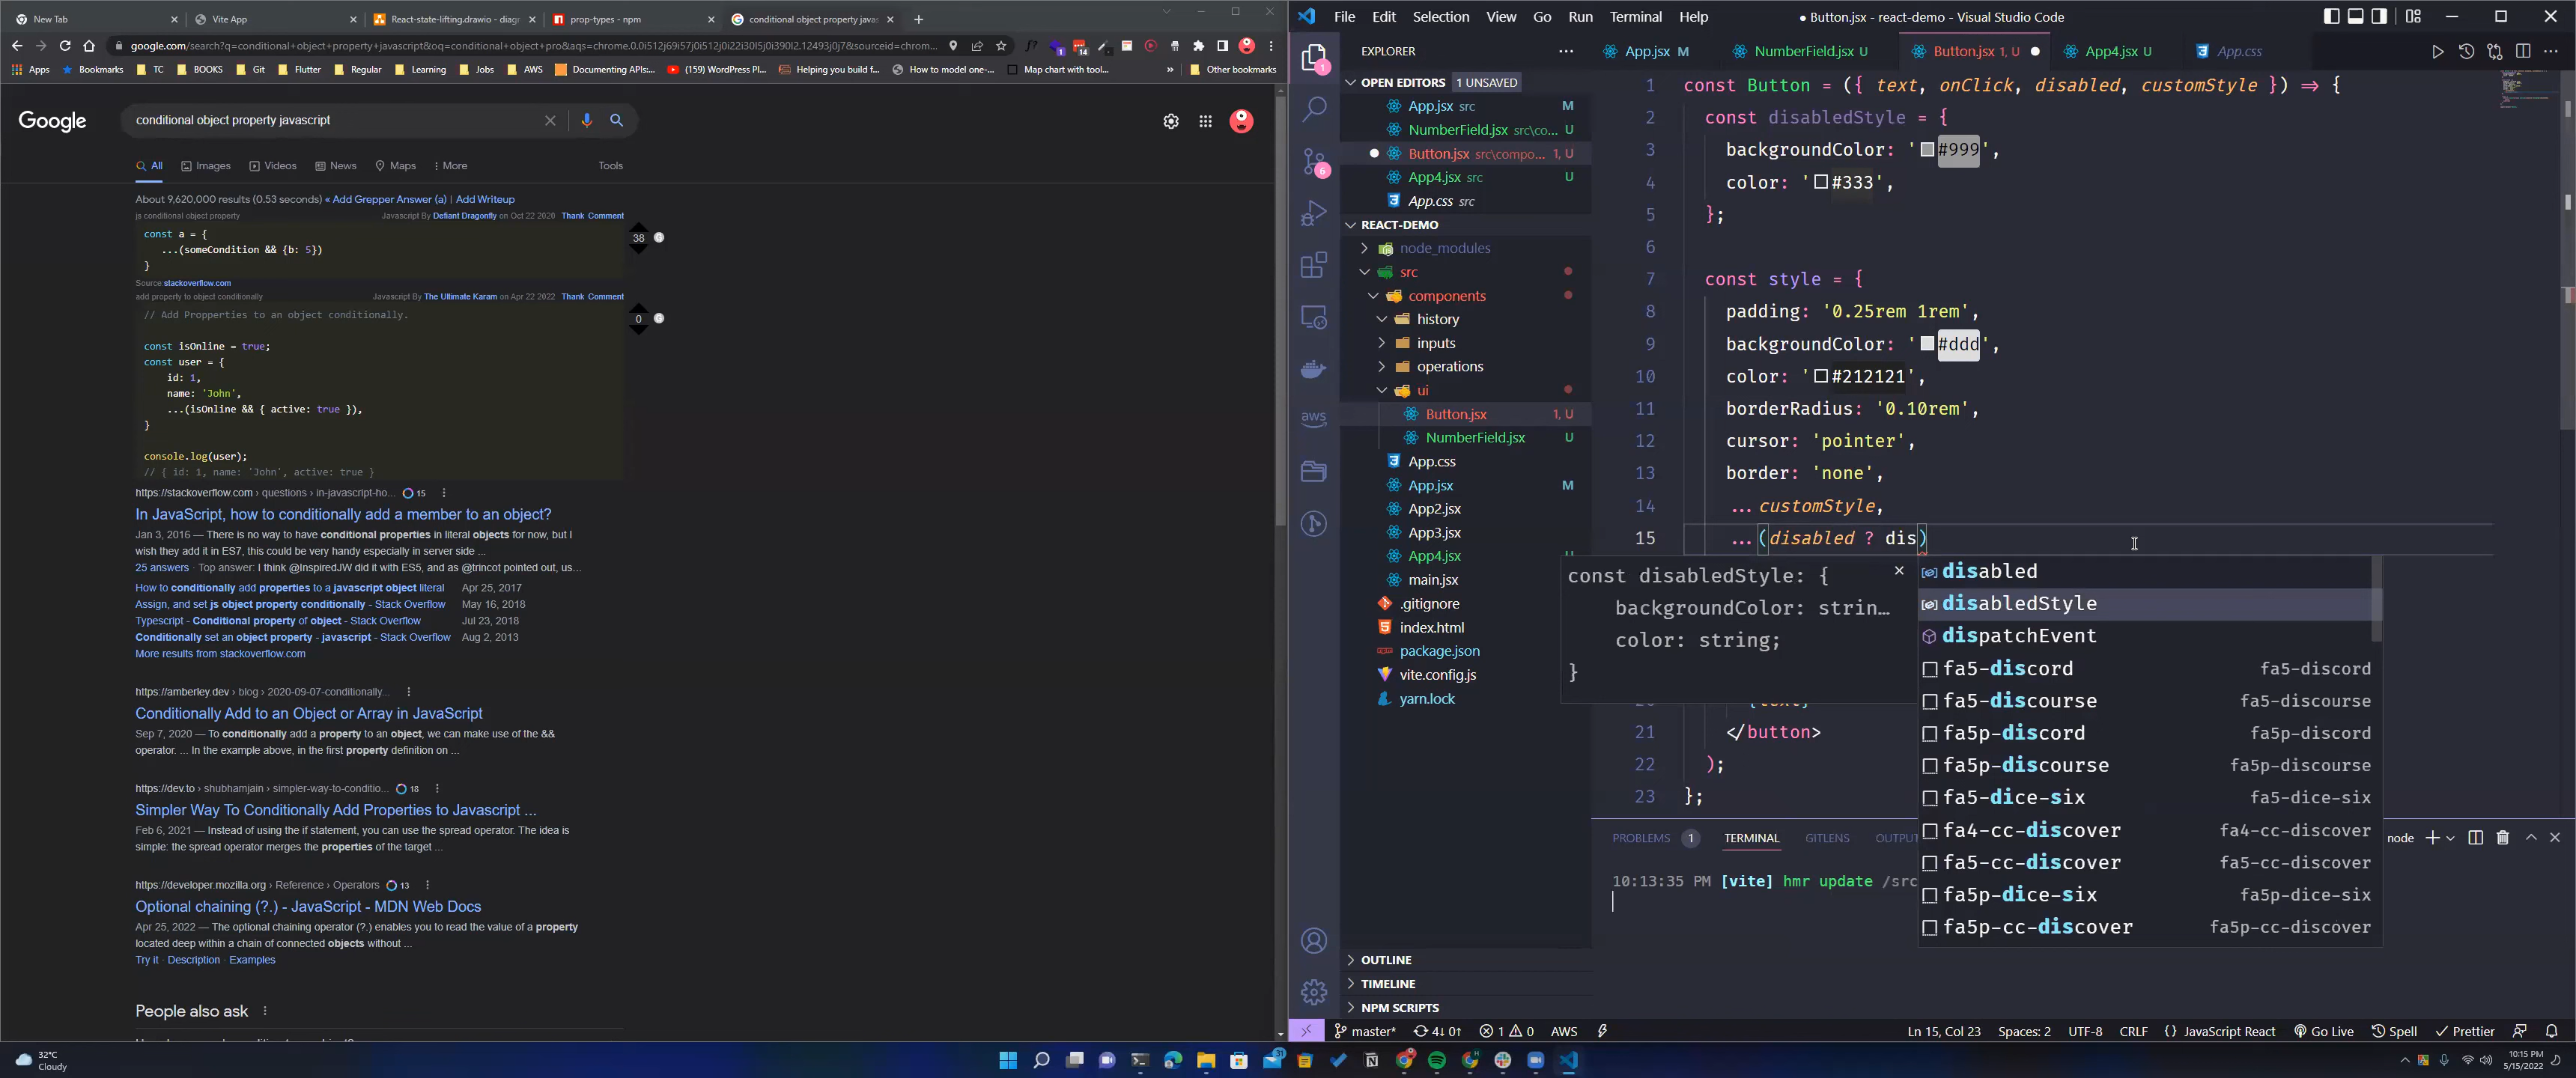 New Tab
Vite App
React-state-lifting.drawio - diagr
prop-types - npm
conditional object property javas
google.com/search?q=conditional+object+property+javascript&oq=conditional+object+pro&aqs=chrome.0.0i512j69i57j0i512j0i22i30l5j0i390l2.12493j0j7&sourceid=chrom...
Apps
Bookmarks
TC
BOOKS
Git
Flutter
Regular
Learning
Jobs
AWS
Documenting APIs:...
(159) WordPress Pl...
Helping you build f...
How to model one-...
Map chart with tool...
»
Other bookmarks
Google
conditional object property javascript
All
Images
Videos
News
Maps
More
Tools
About 9,620,000 results (0.53 seconds) « Add Grepper Answer (a) | Add Writeup
js conditional object property
Javascript By Defiant Dragonfly on Oct 22 2020 Thank Comment
const a = {
...(someCondition && {b: 5})
}
38
Source:stackoverflow.com
add property to object conditionally
Javascript By The Ultimate Karam on Apr 22 2022 Thank Comment
// Add Propperties to an object conditionally.
0
const isOnline = true;
const user = {
id: 1,
name: 'John',
...(isOnline && { active: true }),
}
console.log(user);
// { id: 1, name: 'John', active: true }
https://stackoverflow.com › questions › in-javascript-ho...
15
In JavaScript, how to conditionally add a member to an object?
Jan 3, 2016 — There is no way to have conditional properties in literal objects for now, but I
wish they add it in ES7, this could be very handy especially in server side ...
25 answers · Top answer: I think @InspiredJW did it with ES5, and as @trincot pointed out, us...
How to conditionally add properties to a javascript object literal Apr 25, 2017
Assign, and set js object property conditionally - Stack Overflow May 16, 2018
Typescript - Conditional property of object - Stack Overflow Jul 23, 2018
Conditionally set an object property - javascript - Stack Overflow Aug 2, 2013
More results from stackoverflow.com
https://amberley.dev › blog › 2020-09-07-conditionally...
Conditionally Add to an Object or Array in JavaScript
Sep 7, 2020 — To conditionally add a property to an object, we can make use of the &&
operator. ... In the example above, in the first property definition on ...
https://dev.to › shubhamjain › simpler-way-to-conditio...
18
Simpler Way To Conditionally Add Properties to Javascript ...
Feb 6, 2021 — Instead of using the if statement, you can use the spread operator. The idea is
simple: the spread operator merges the properties of the target ...
https://developer.mozilla.org › Reference › Operators
13
Optional chaining (?.) - JavaScript - MDN Web Docs
Apr 25, 2022 — The optional chaining operator (?.) enables you to read the value of a property
located deep within a chain of connected objects without ...
Try it · Description · Examples
People also ask
File Edit Selection View Go Run Terminal Help
● Button.jsx - react-demo - Visual Studio Code
EXPLORER
OPEN EDITORS 1 UNSAVED
App.jsx src M
NumberField.jsx src\co... U
Button.jsx src\compo... 1, U
App4.jsx src U
App.css src
REACT-DEMO
node_modules
src
components
history
inputs
operations
ui
Button.jsx 1, U
NumberField.jsx U
App.css
App.jsx M
App2.jsx
App3.jsx
App4.jsx
main.jsx
.gitignore
index.html
package.json
vite.config.js
yarn.lock
OUTLINE
TIMELINE
NPM SCRIPTS
1
6
aws
App.jsx M
NumberField.jsx U
Button.jsx 1, U
App4.jsx U
App.css
1 const Button = ({ text, onClick, disabled, customStyle }) ⇒ {
2 const disabledStyle = {
3 backgroundColor: '#999',
4 color: '#333',
5 };
6
7 const style = {
8 padding: '0.25rem 1rem',
9 backgroundColor: '#ddd',
10 color: '#212121',
11 borderRadius: '0.10rem',
12 cursor: 'pointer',
13 border: 'none',
14 ...customStyle,
15 ...(disabled ? dis)
const disabledStyle: {
backgroundColor: strin...
color: string;
}
disabled
disabledStyle
dispatchEvent
fa5-discord fa5-discord
fa5-discourse fa5-discourse
fa5p-discord fa5p-discord
fa5p-discourse fa5p-discourse
fa5-dice-six fa5-dice-six
fa4-cc-discover fa4-cc-discover
fa5-cc-discover fa5-cc-discover
fa5p-dice-six fa5p-dice-six
fa5p-cc-discover fa5p-cc-discover
21 </button>
22 );
23 };
PROBLEMS 1
TERMINAL
GITLENS
OUTPU
node
10:13:35 PM [vite] hmr update /src
master*
4↓ 0↑
1 0
AWS
Ln 15, Col 23
Spaces: 2
UTF-8
CRLF
{ } JavaScript React
Go Live
Spell
Prettier
32°C
Cloudy
10:15 PM
5/15/2022